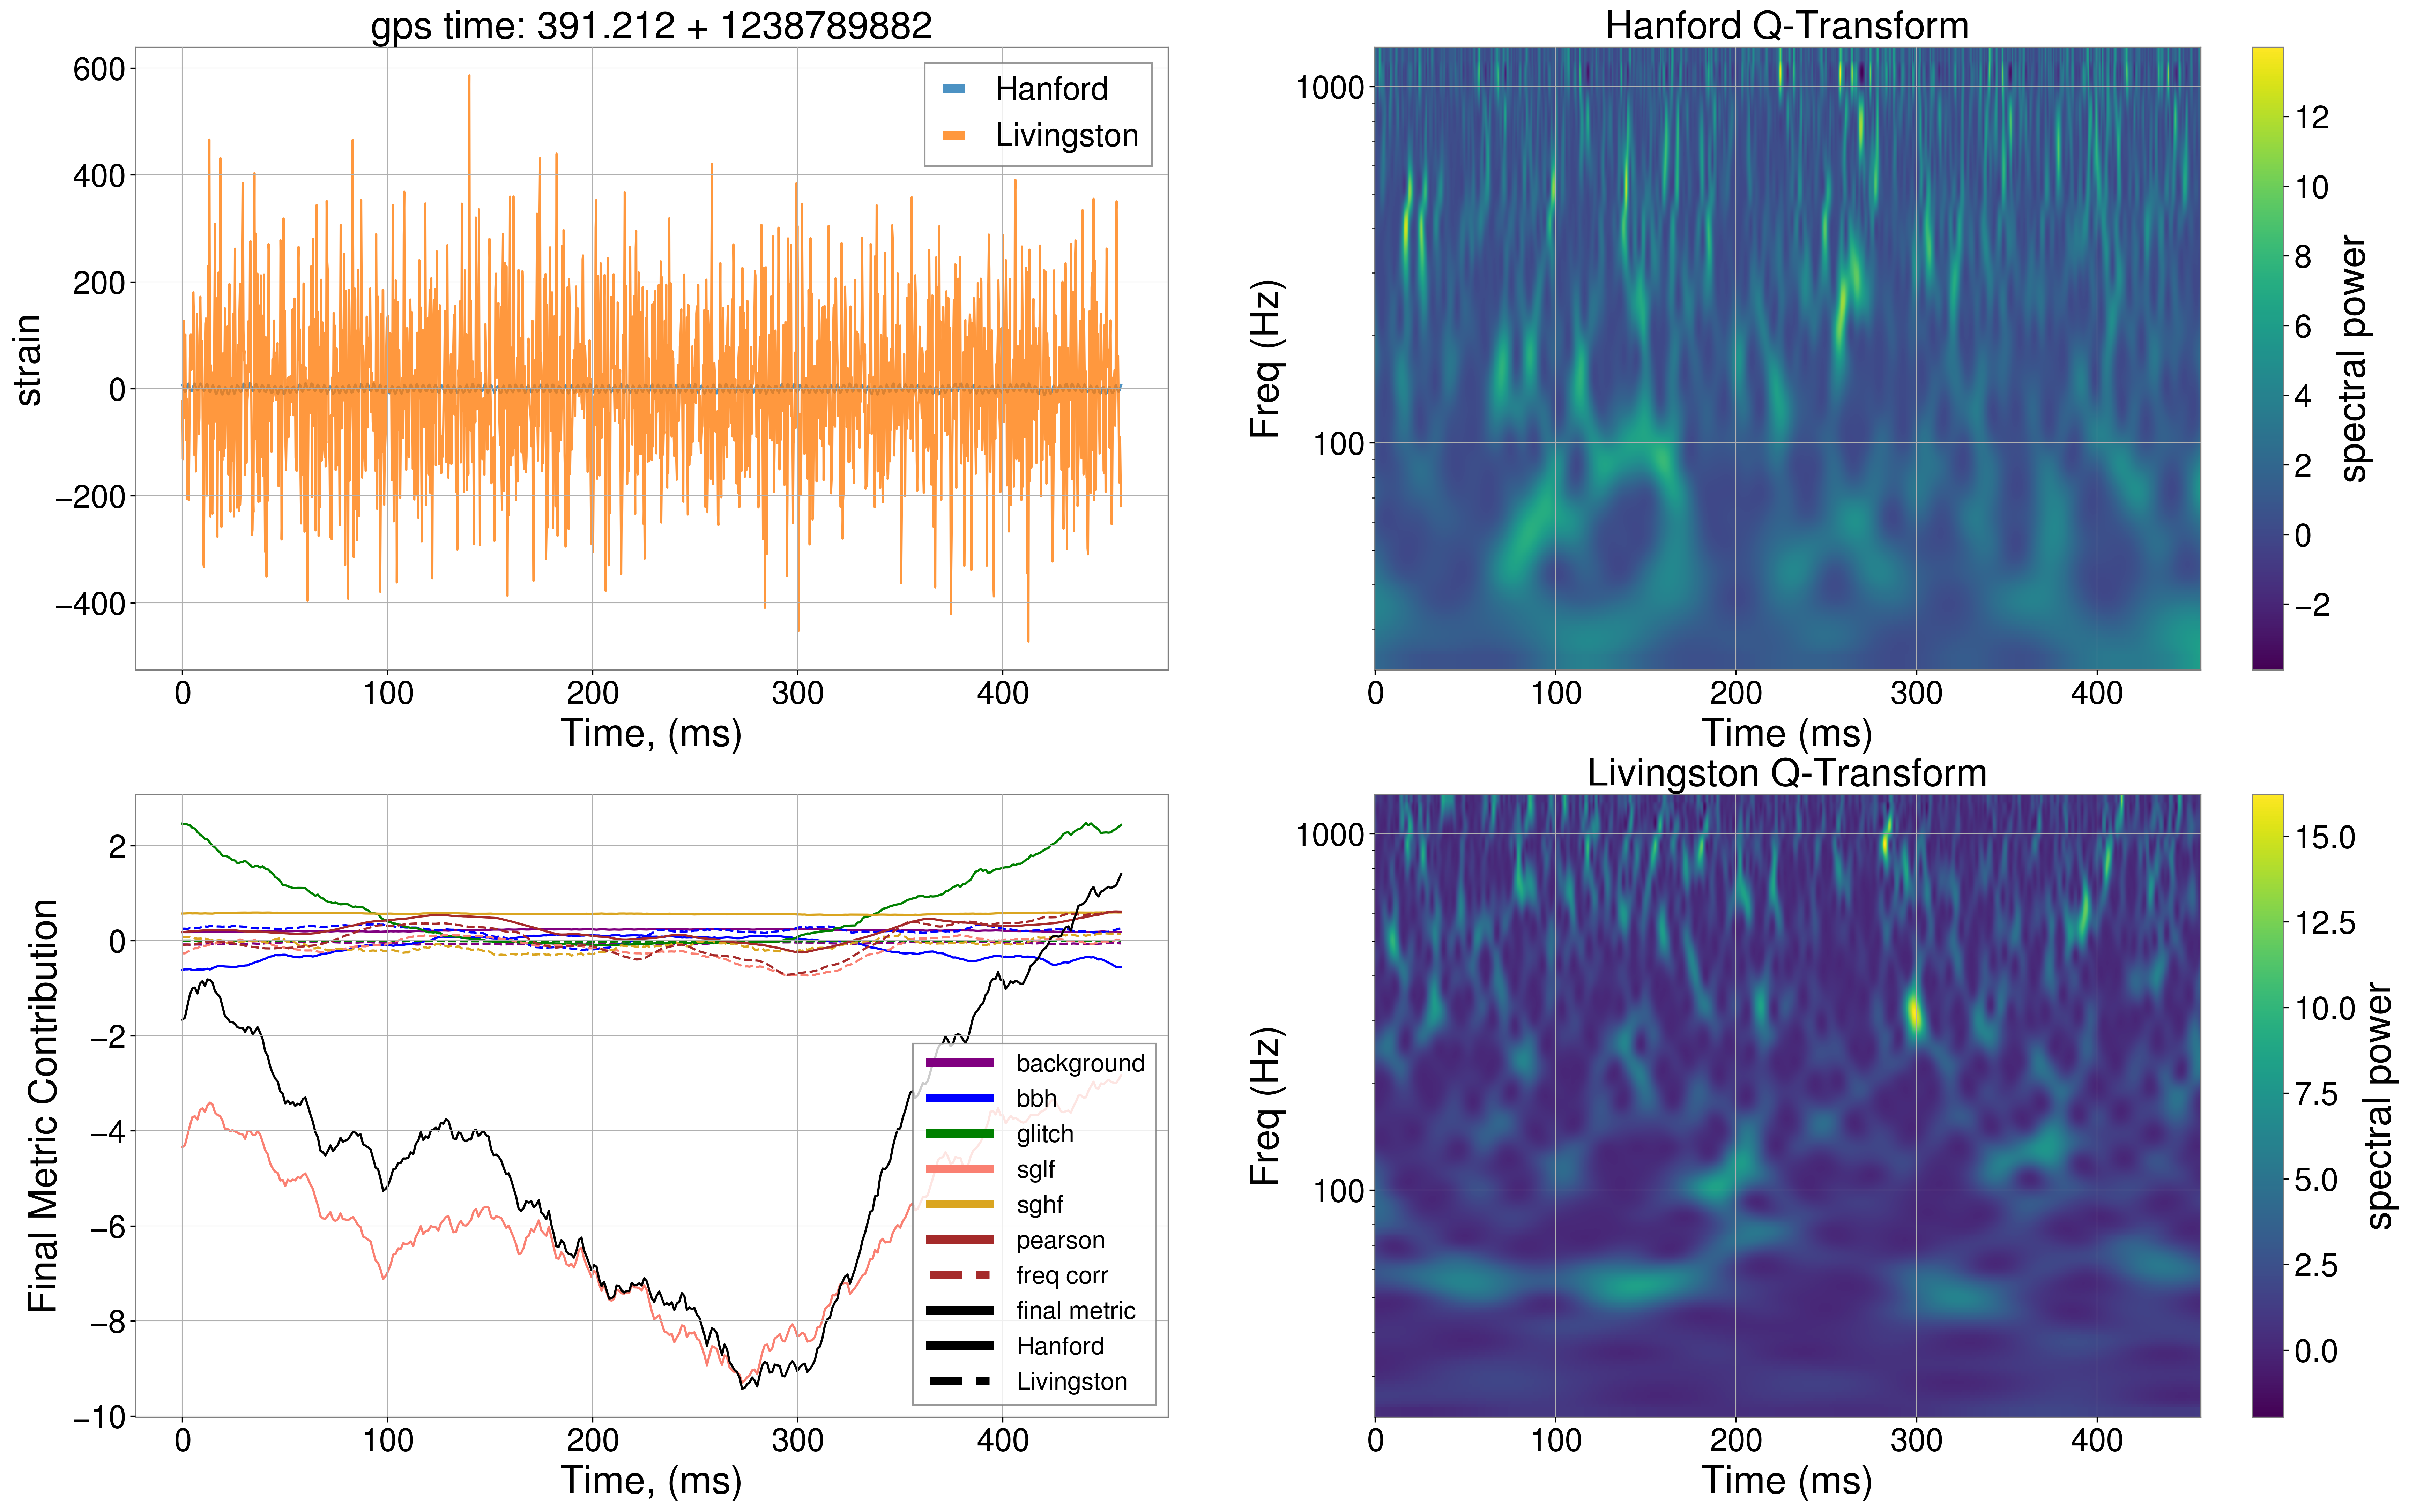 gps time: 391.212 + 1238789882
600
400
200
0
−200
−400
strain
0 100 200 300 400
Time, (ms)
Hanford
Livingston
Hanford Q-Transform
1000
100
Freq (Hz)
0 100 200 300 400
Time (ms)
12
10
8
6
4
2
0
−2
spectral power
2
0
−2
−4
−6
−8
−10
Final Metric Contribution
0 100 200 300 400
Time, (ms)
background
bbh
glitch
sglf
sghf
pearson
freq corr
final metric
Hanford
Livingston
Livingston Q-Transform
1000
100
Freq (Hz)
0 100 200 300 400
Time (ms)
15.0
12.5
10.0
7.5
5.0
2.5
0.0
spectral power